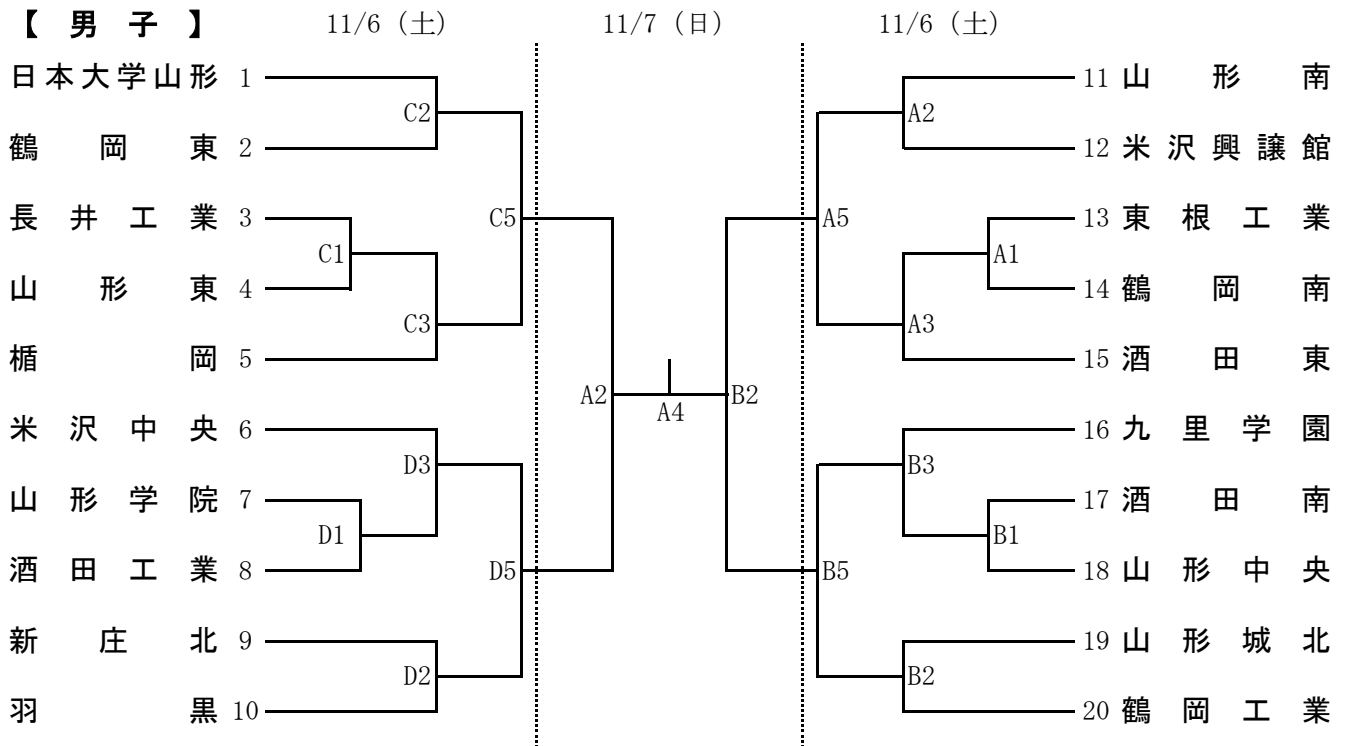 【 男 子 】 11/6 (土) 11/7 (日) 11/6 (土)
日本大学山形 1 11 山形南
C2 A2
鶴岡東 2 12 米沢興譲館
長井工業 3 C5 A5 13 東根工業
C1 A1
山形東 4 14 鶴岡南
C3 A3
楯岡 5 15 酒田東
A2 B2
A4
米沢中央 6 16 九里学園
D3 B3
山形学院 7 17 酒田南
D1 B1
酒田工業 8 D5 B5 18 山形中央
新庄北 9 19 山形城北
D2 B2
羽黒 10 20 鶴岡工業